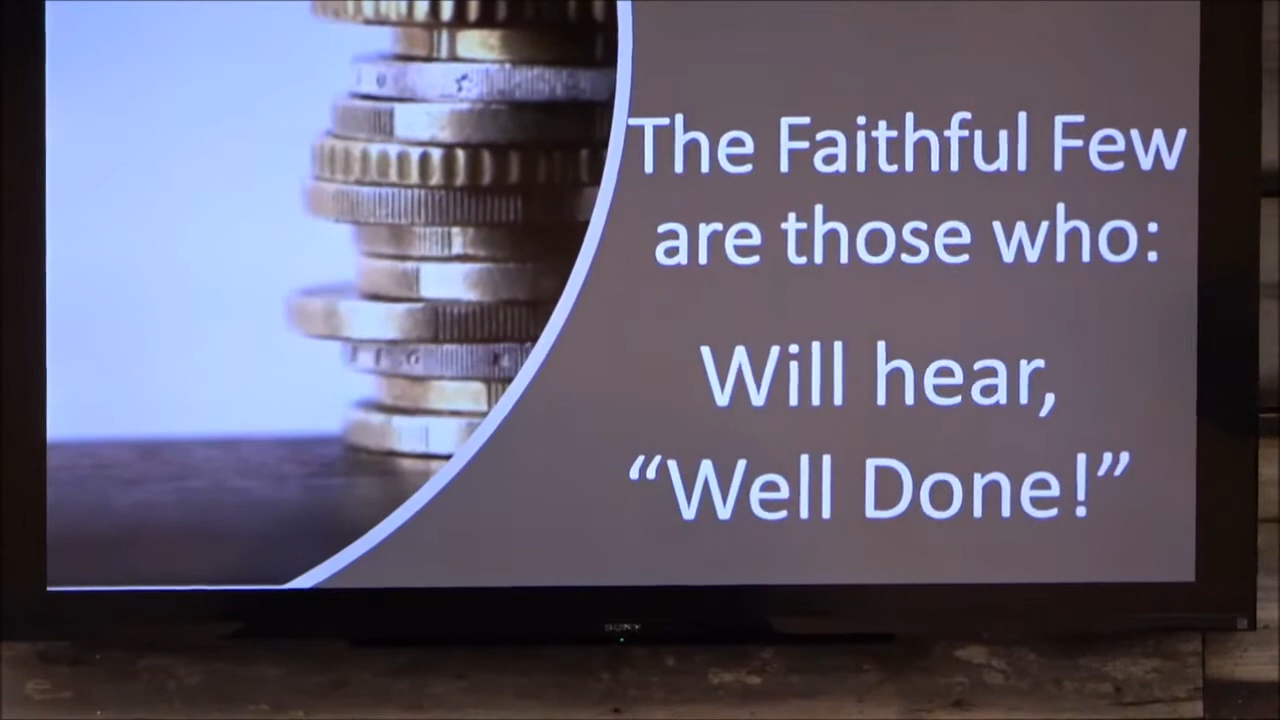 The Faithful Few
are those who:
Will hear,
“Well Done!”
SONY